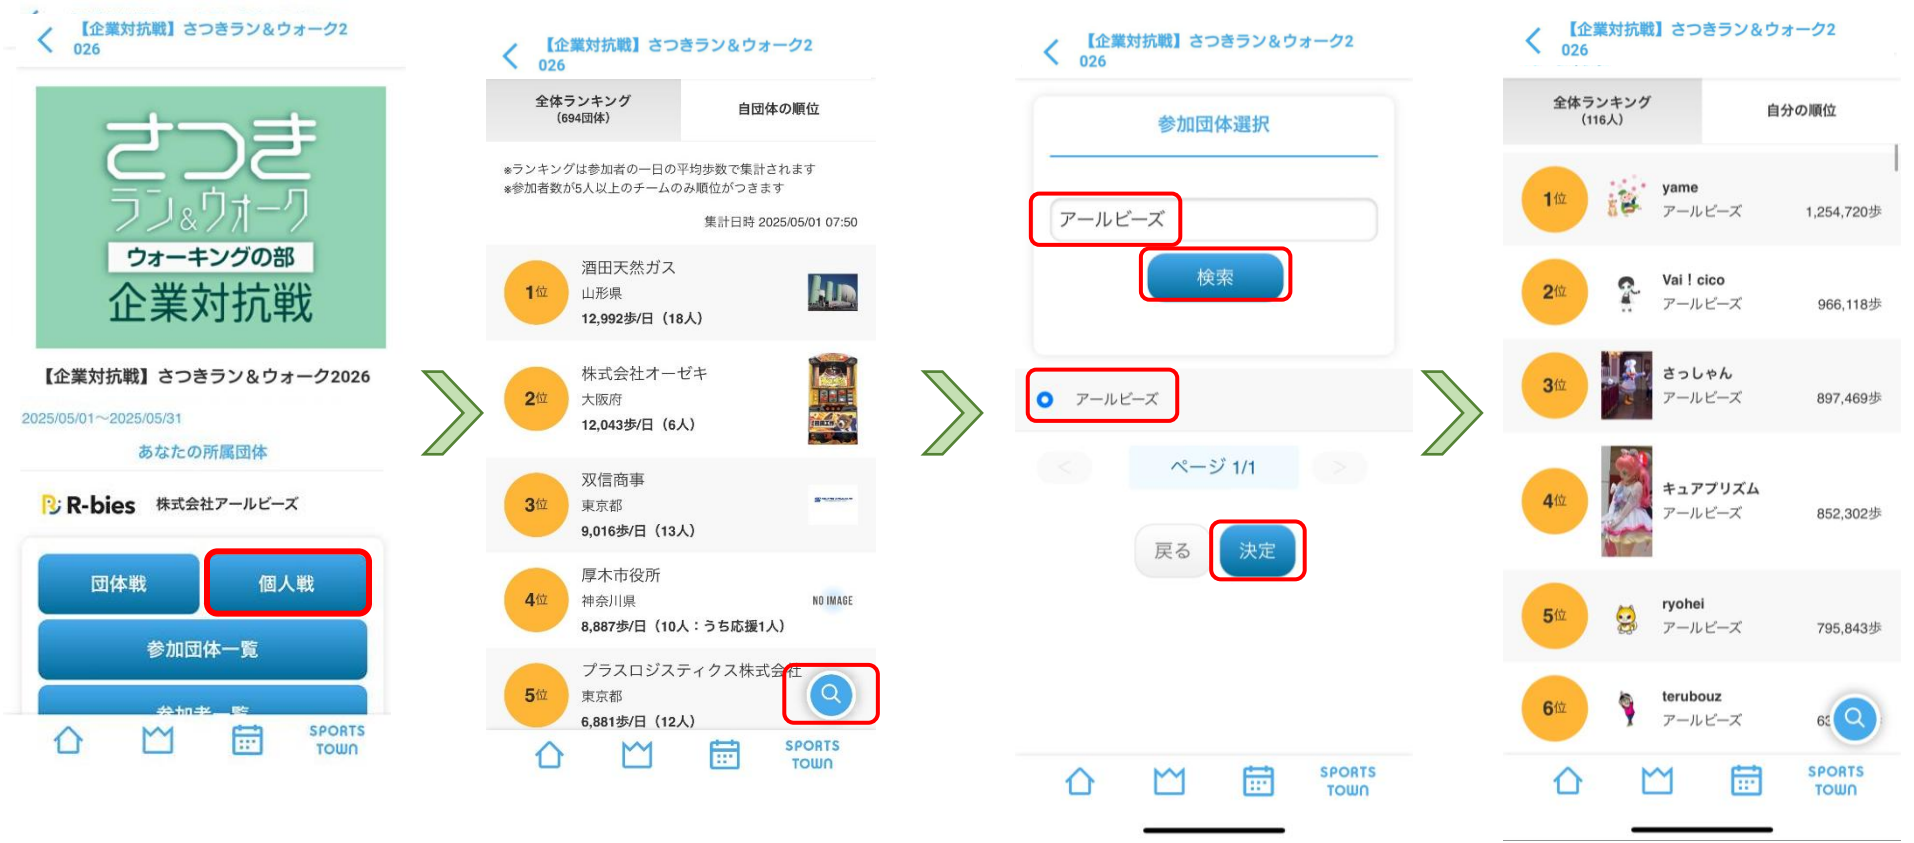 【企業対抗戦】さつきラン＆ウォーク2
026
さつき
ラン&ウォーク
ウォーキングの部
企業対抗戦
【企業対抗戦】さつきラン＆ウォーク2026
2025/05/01～2025/05/31
あなたの所属団体
R-bies 株式会社アールビーズ
団体戦
個人戦
参加団体一覧
参加者一覧
SPORTS
TOWN
【企業対抗戦】さつきラン＆ウォーク2
026
全体ランキング
（694団体）
自団体の順位
※ランキングは参加者の一日の平均歩数で集計されます
※参加者数が5人以上のチームのみ順位がつきます
集計日時 2025/05/01 07:50
1位
酒田天然ガス
山形県
12,992歩/日（18人）
2位
株式会社オーゼキ
大阪府
12,043歩/日（6人）
3位
双信商事
東京都
9,016歩/日（13人）
4位
厚木市役所
神奈川県
8,887歩/日（10人：うち応援1人）
NO IMAGE
5位
プラスロジスティクス株式会社
東京都
6,881歩/日（12人）
SPORTS
TOWN
【企業対抗戦】さつきラン＆ウォーク2
026
参加団体選択
アールビーズ
検索
アールビーズ
< ページ 1/1 >
戻る
決定
SPORTS
TOWN
【企業対抗戦】さつきラン＆ウォーク2
026
全体ランキング
（116人）
自分の順位
1位
yame
アールビーズ
1,254,720歩
2位
Vai！cico
アールビーズ
966,118歩
3位
さっしゃん
アールビーズ
897,469歩
4位
キュアプリズム
アールビーズ
852,302歩
5位
ryohei
アールビーズ
795,843歩
6位
terubouz
アールビーズ
SPORTS
TOWN